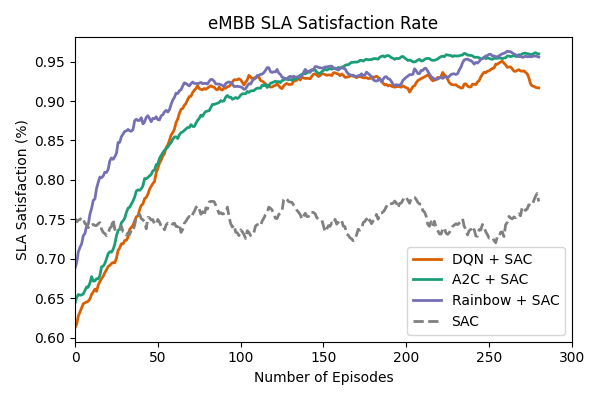 eMBB SLA Satisfaction Rate
SLA Satisfaction (%)
0.95
0.90
0.85
0.80
0.75
0.70
0.65
0.60
DQN + SAC
A2C + SAC
Rainbow + SAC
SAC
0 50 100 150 200 250 300
Number of Episodes